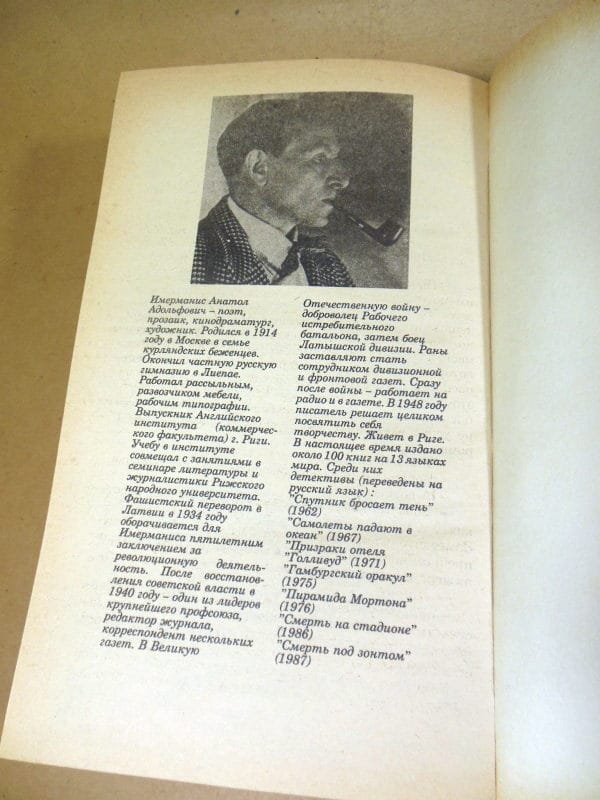 Имерманис Анатол
Адольфович – поэт,
прозаик, кинодраматург,
художник. Родился в 1914
году в Москве в семье
курляндских беженцев.
Окончил частную русскую
гимназию в Лиепае.
Работал рассыльным,
развозчиком мебели,
рабочим типографии.
Выпускник Английского
института (коммерчес-
кого факультета) г. Риги.
Учебу в институте
совмещал с занятиями в
семинаре литературы и
журналистики Рижского
народного университета.
Фашистский переворот в
Латвии в 1934 году
оборачивается для
Имерманиса пятилетним
заключением за
революционную деятель-
ность. После восстанов-
ления советской власти в
1940 году – один из лидеров
крупнейшего профсоюза,
редактор журнала,
корреспондент нескольких
газет. В Великую
Отечественную войну –
доброволец Рабочего
истребительного
батальона, затем боец
Латышской дивизии. Раны
заставляют стать
сотрудником дивизионной
и фронтовой газет. Сразу
после войны – работает на
радио и в газете. В 1948 году
писатель решает целиком
посвятить себя
творчеству. Живет в Риге.
В настоящее время издано
около 100 книг на 13 языках
мира. Среди них
детективы (переведены на
русский язык) :
"Спутник бросает тень"
(1962)
"Самолеты падают в
океан" (1967)
"Призраки отеля
"Голливуд" (1971)
"Гамбургский оракул"
(1975)
"Пирамида Мортона"
(1976)
"Смерть на стадионе"
(1986)
"Смерть под зонтом"
(1987)